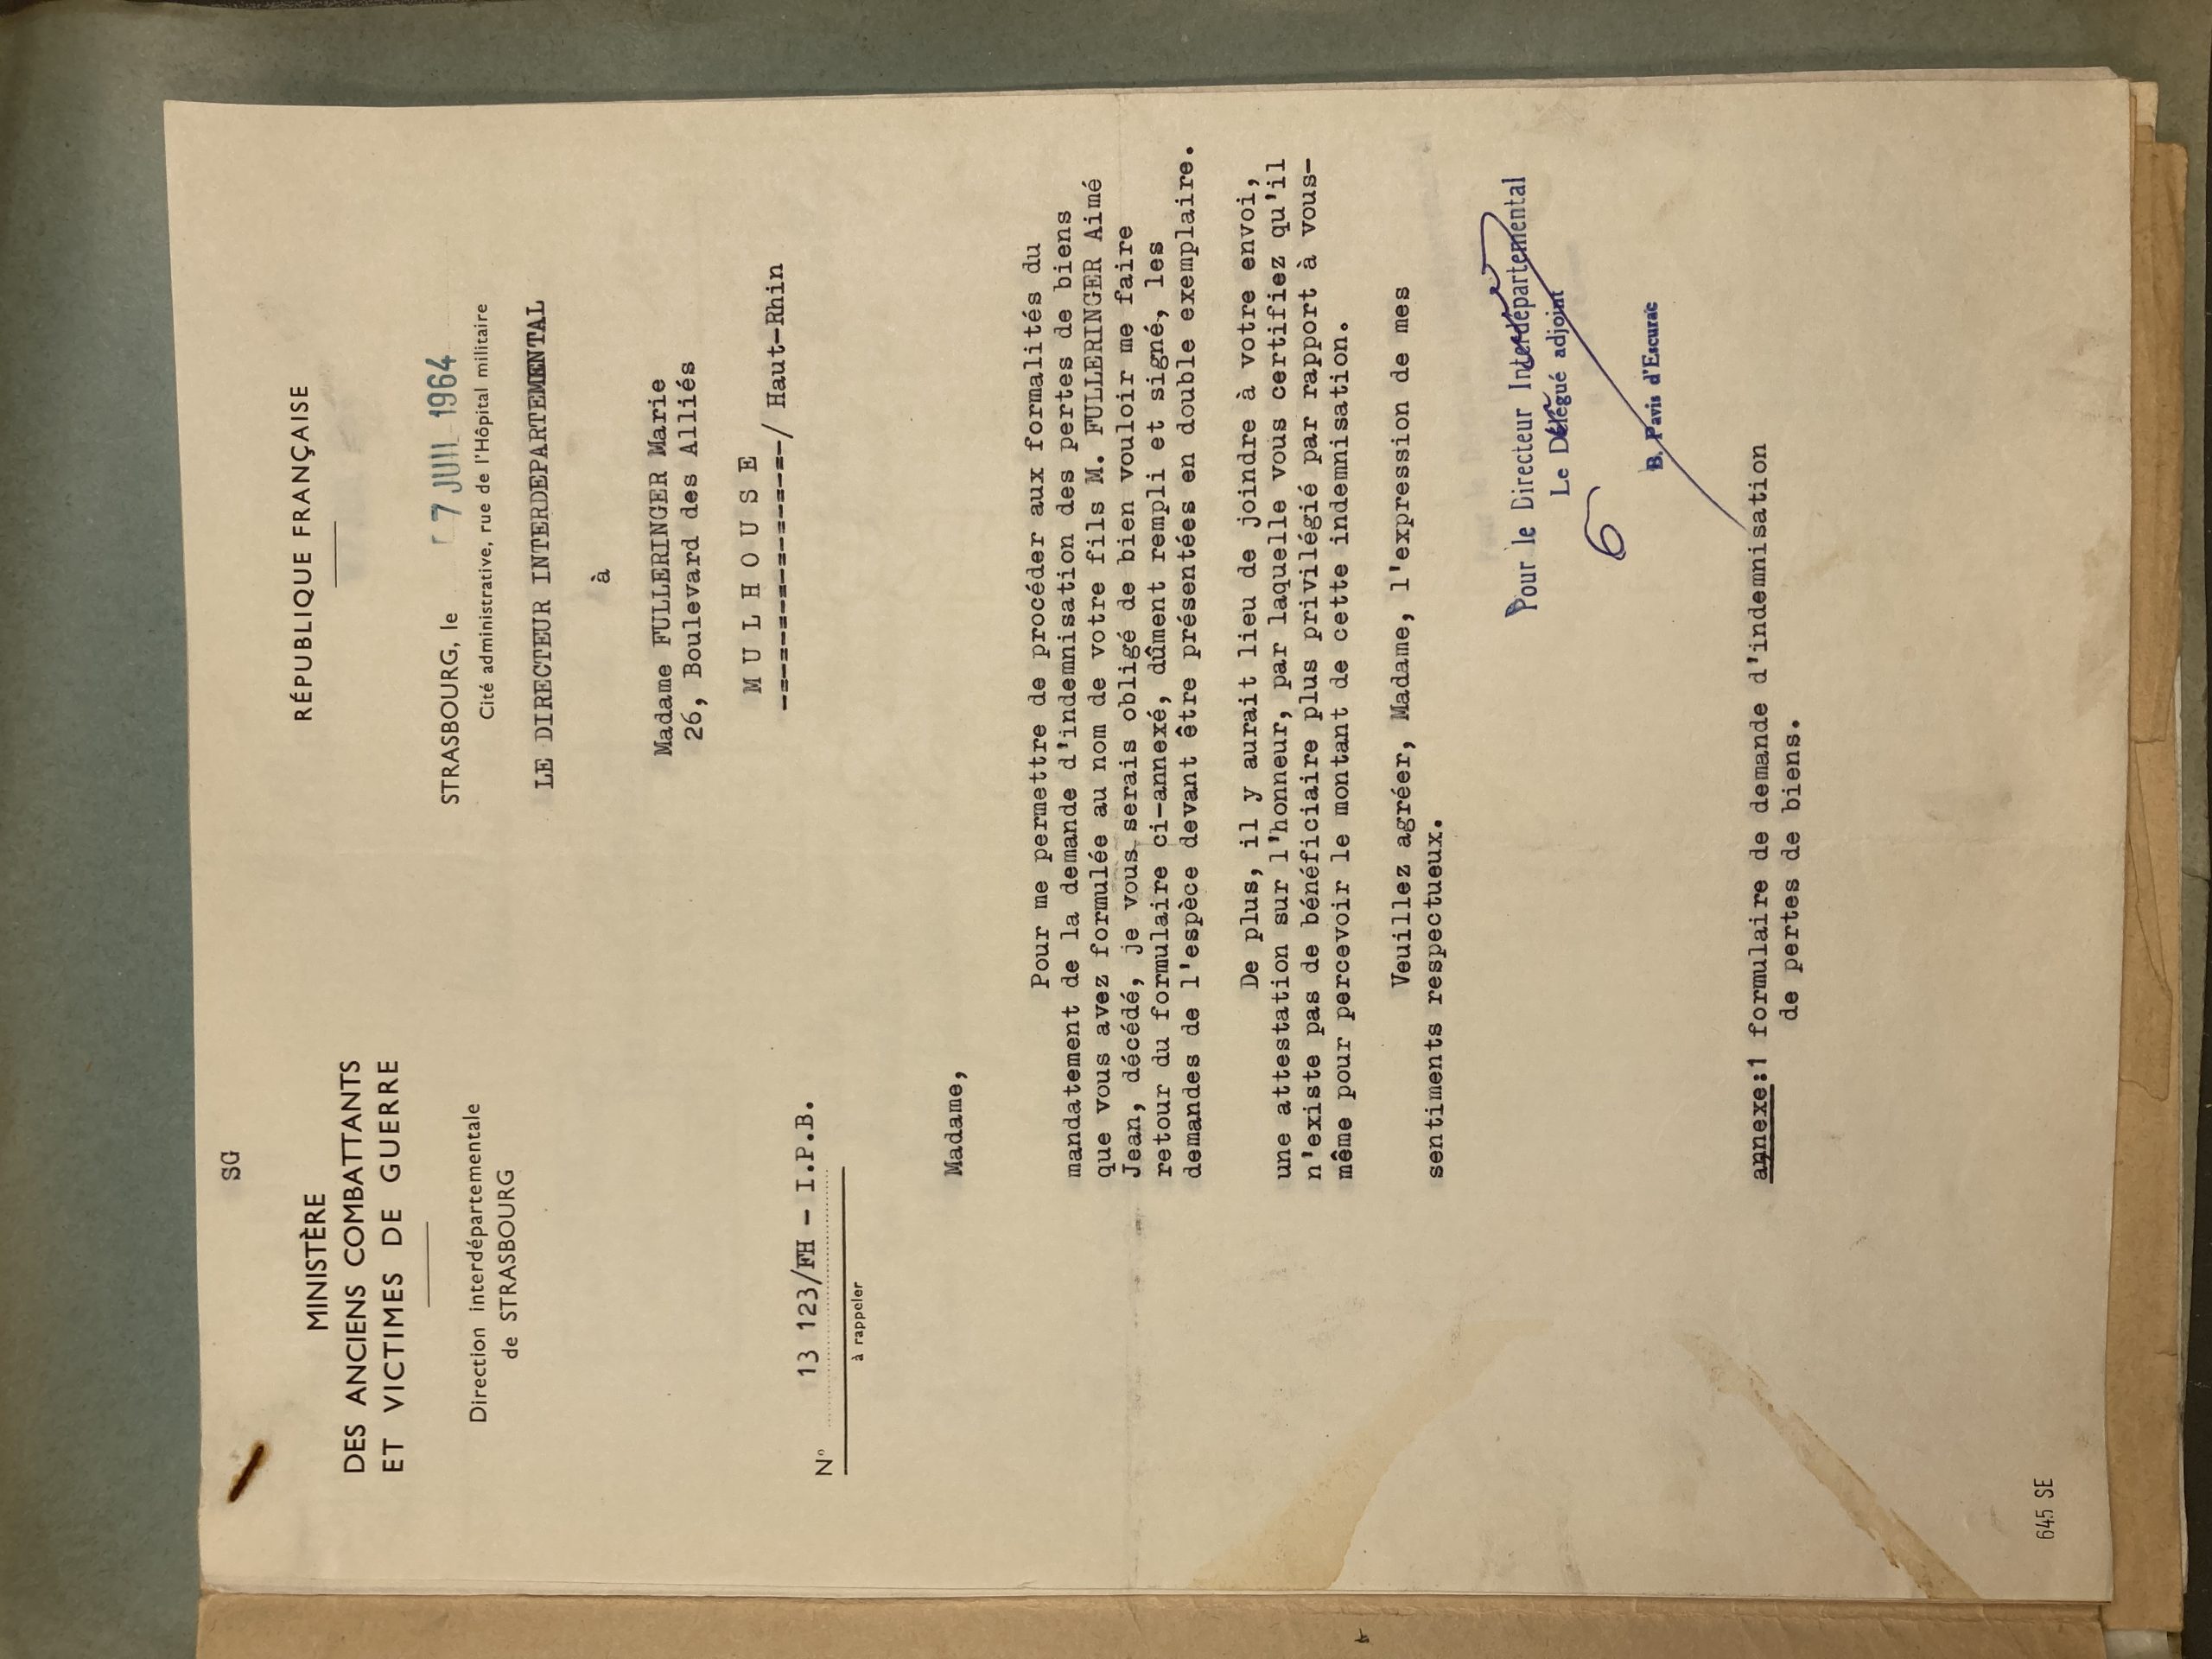 SG
MINISTÈRE
DES ANCIENS COMBATTANTS
ET VICTIMES DE GUERRE
Direction interdépartementale
de STRASBOURG
RÉPUBLIQUE FRANÇAISE
STRASBOURG, le 7 JUIL 1964
Cité administrative, rue de l'Hôpital militaire
LE DIRECTEUR INTERDEPARTEMENTAL
à
Madame FULLERINGER Marie
26, Boulevard des Alliés
M U L H O U S E
-=-=-=-=-=-=-=-=-=-/ Haut-Rhin
N° 13 123/FH - I.P.B.
à rappeler
Madame,
Pour me permettre de procéder aux formalités du
mandatement de la demande d'indemnisation des pertes de biens
que vous avez formulée au nom de votre fils M. FULLERINGER Aimé
Jean, décédé, je vous serais obligé de bien vouloir me faire
retour du formulaire ci-annexé, dûment rempli et signé, les
demandes de l'espèce devant être présentées en double exemplaire.
De plus, il y aurait lieu de joindre à votre envoi,
une attestation sur l'honneur, par laquelle vous certifiez qu'il
n'existe pas de bénéficiaire plus privilégié par rapport à vous-
même pour percevoir le montant de cette indemnisation.
Veuillez agréer, Madame, l'expression de mes
sentiments respectueux.
Pour le Directeur Interdépartemental
Le Délégué adjoint
B. Pavis d'Escurac
annexe:1 formulaire de demande d'indemnisation
de pertes de biens.
645 SE